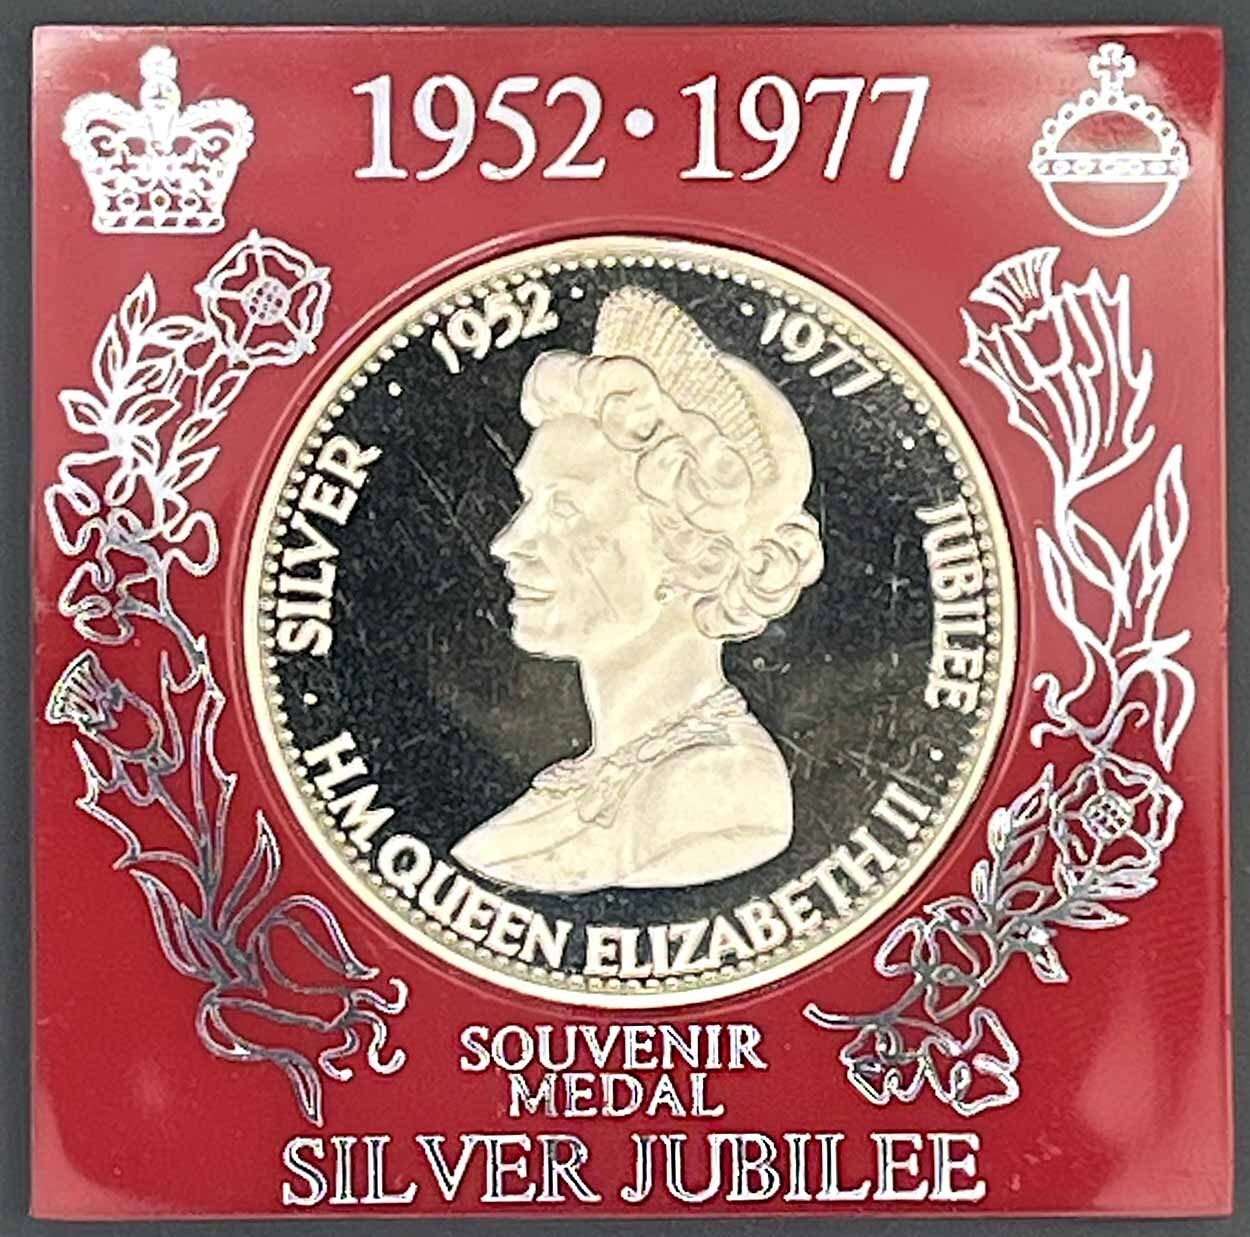 1952 · 1977
1952 · · 1977
· SILVER
JUBILEE ·
H.M. QUEEN ELIZABETH II
SOUVENIR
MEDAL
SILVER JUBILEE